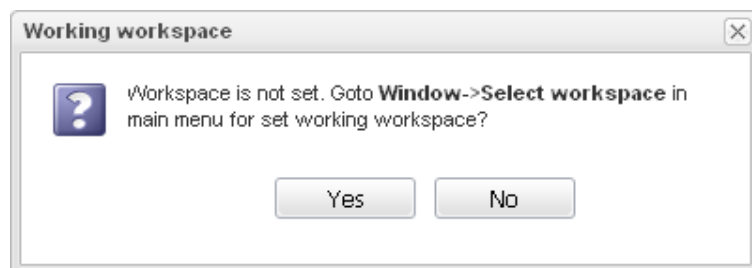 Working workspace
Workspace is not set. Goto Window->Select workspace in
main menu for set working workspace?
Yes No